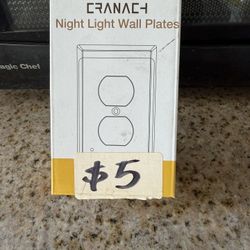 CRANACH
Night Light Wall Plates
agic Chef
$5